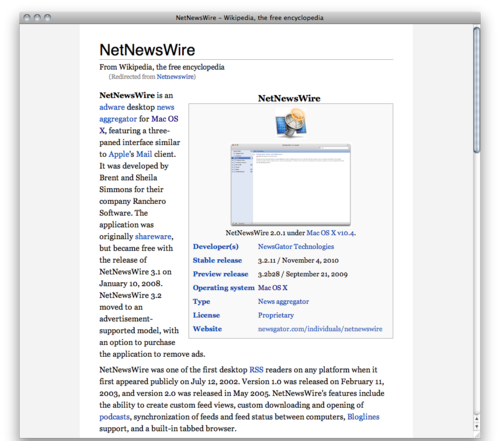 NetNewsWire – Wikipedia, the free encyclopedia
NetNewsWire
From Wikipedia, the free encyclopedia
(Redirected from Netnewswire)
NetNewsWire is an
adware desktop news
aggregator for Mac OS
X, featuring a three-
paned interface similar
to Apple's Mail client.
It was developed by
Brent and Sheila
Simmons for their
company Ranchero
Software. The
application was
originally shareware,
but became free with
the release of
NetNewsWire 3.1 on
January 10, 2008.
NetNewsWire 3.2
moved to an
advertisement-
supported model, with
an option to purchase
the application to remove ads.
NetNewsWire
NetNewsWire 2.0.1 under Mac OS X v10.4.
Developer(s) NewsGator Technologies
Stable release 3.2.11 / November 4, 2010
Preview release 3.2b28 / September 21, 2009
Operating system Mac OS X
Type News aggregator
License Proprietary
Website newsgator.com/individuals/netnewswire
NetNewsWire was one of the first desktop RSS readers on any platform when it
first appeared publicly on July 12, 2002. Version 1.0 was released on February 11,
2003, and version 2.0 was released in May 2005. NetNewsWire's features include
the ability to create custom feed views, custom downloading and opening of
podcasts, synchronization of feeds and feed status between computers, Bloglines
support, and a built-in tabbed browser.